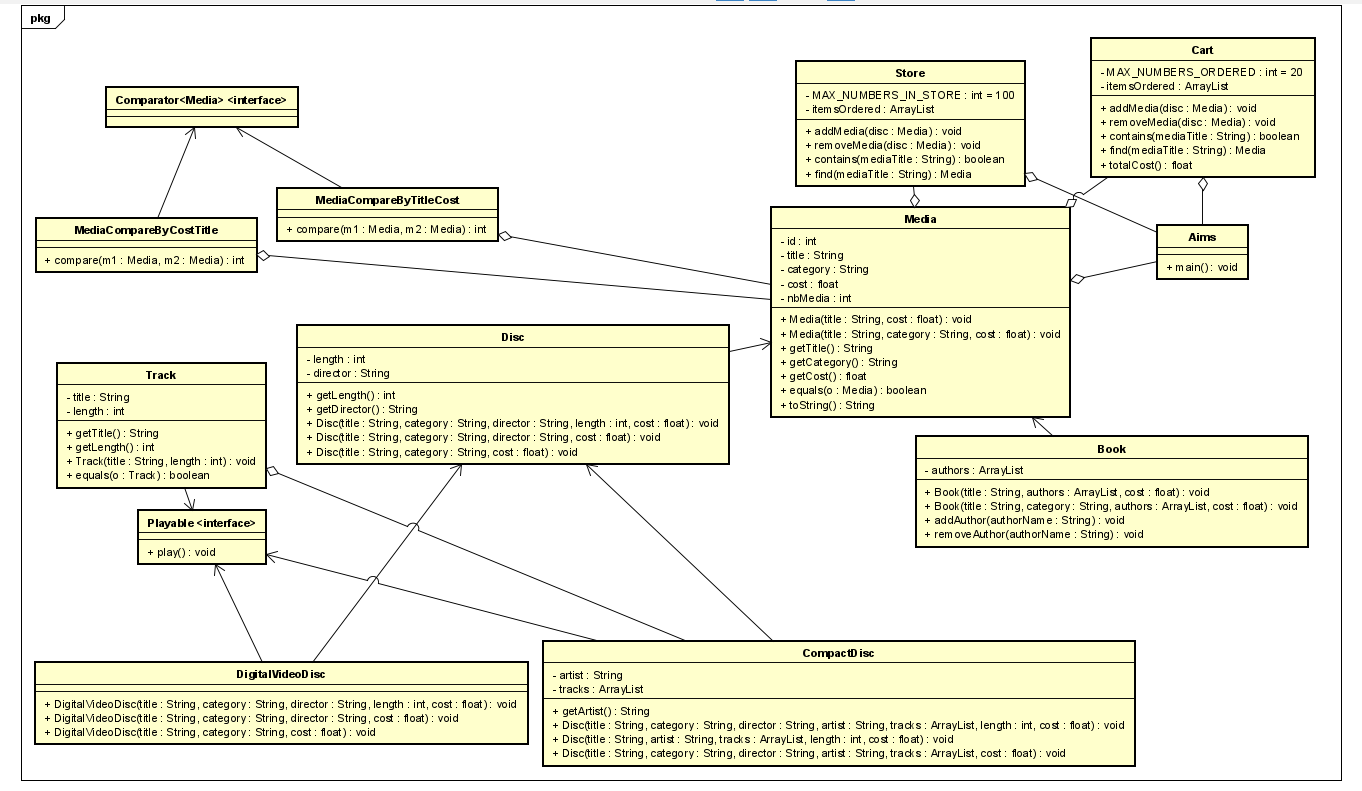 pkg
Comparator<Media> <interface>
MediaCompareByTitleCost
+ compare(m1 : Media, m2 : Media) : int
MediaCompareByCostTitle
+ compare(m1 : Media, m2 : Media) : int
Store
- MAX_NUMBERS_IN_STORE : int = 100
- itemsOrdered : ArrayList
+ addMedia(disc : Media) : void
+ removeMedia(disc : Media) : void
+ contains(mediaTitle : String) : boolean
+ find(mediaTitle : String) : Media
Cart
- MAX_NUMBERS_ORDERED : int = 20
- itemsOrdered : ArrayList
+ addMedia(disc : Media) : void
+ removeMedia(disc : Media) : void
+ contains(mediaTitle : String) : boolean
+ find(mediaTitle : String) : Media
+ totalCost() : float
Media
- id : int
- title : String
- category : String
- cost : float
- nbMedia : int
+ Media(title : String, cost : float) : void
+ Media(title : String, category : String, cost : float) : void
+ getTitle() : String
+ getCategory() : String
+ getCost() : float
+ equals(o : Media) : boolean
+ toString() : String
Aims
+ main() : void
Disc
- length : int
- director : String
+ getLength() : int
+ getDirector() : String
+ Disc(title : String, category : String, director : String, length : int, cost : float) : void
+ Disc(title : String, category : String, director : String, cost : float) : void
+ Disc(title : String, category : String, cost : float) : void
Track
- title : String
- length : int
+ getTitle() : String
+ getLength() : int
+ Track(title : String, length : int) : void
+ equals(o : Track) : boolean
Playable <interface>
+ play() : void
Book
- authors : ArrayList
+ Book(title : String, authors : ArrayList, cost : float) : void
+ Book(title : String, category : String, authors : ArrayList, cost : float) : void
+ addAuthor(authorName : String) : void
+ removeAuthor(authorName : String) : void
DigitalVideoDisc
+ DigitalVideoDisc(title : String, category : String, director : String, length : int, cost : float) : void
+ DigitalVideoDisc(title : String, category : String, director : String, cost : float) : void
+ DigitalVideoDisc(title : String, category : String, cost : float) : void
CompactDisc
- artist : String
- tracks : ArrayList
+ getArtist() : String
+ Disc(title : String, category : String, director : String, artist : String, tracks : ArrayList, length : int, cost : float) : void
+ Disc(title : String, artist : String, tracks : ArrayList, length : int, cost : float) : void
+ Disc(title : String, category : String, director : String, artist : String, tracks : ArrayList, cost : float) : void